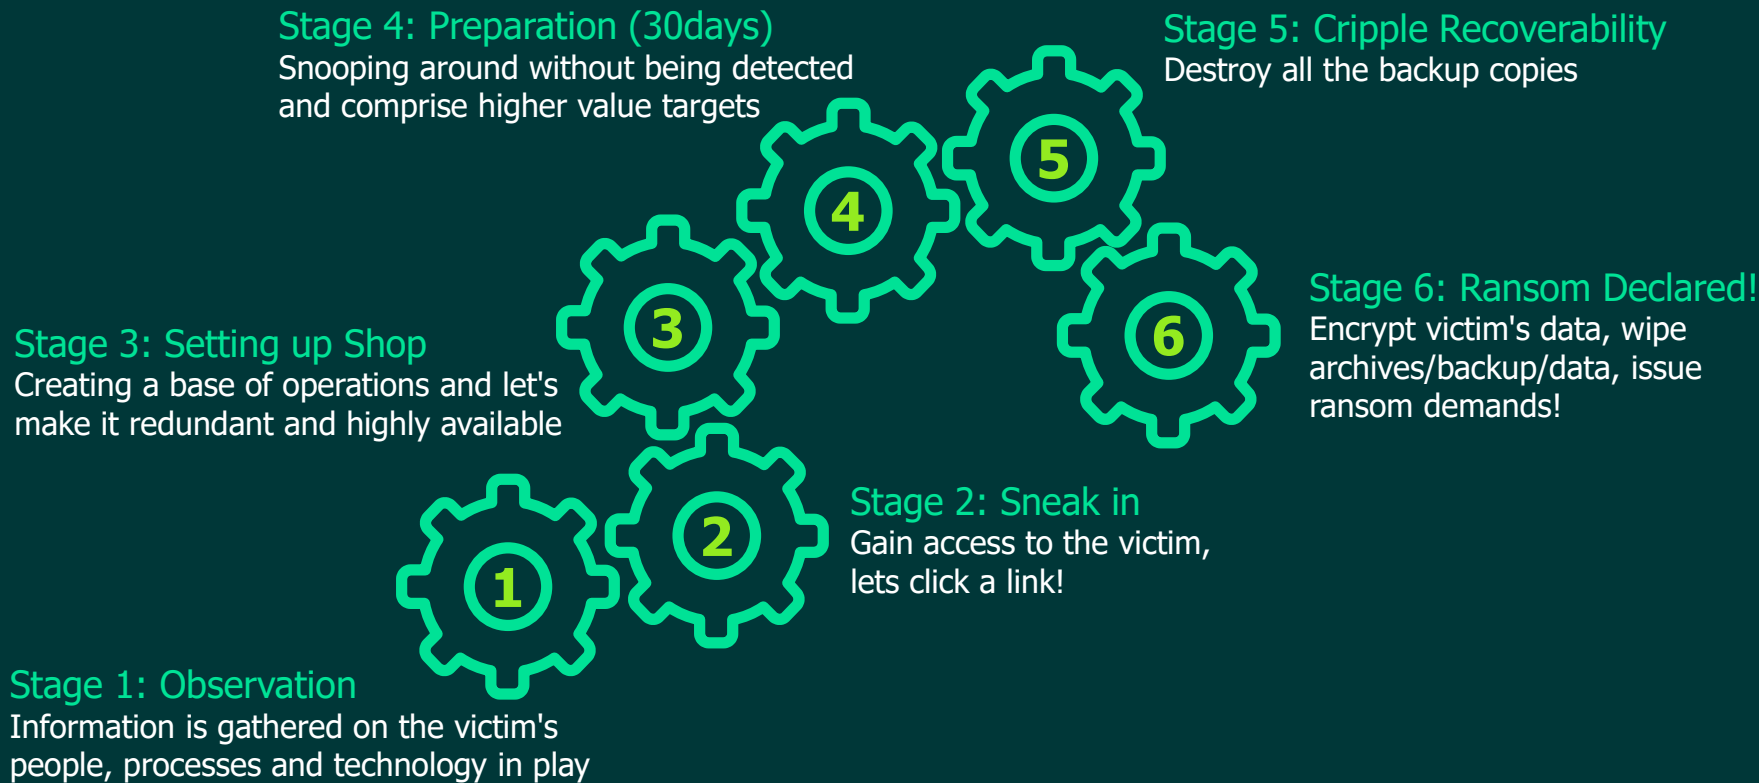 Stage 4: Preparation (30days)
Snooping around without being detected
and comprise higher value targets
Stage 5: Cripple Recoverability
Destroy all the backup copies
5
4
3
6
Stage 6: Ransom Declared!
Encrypt victim's data, wipe
archives/backup/data, issue
ransom demands!
Stage 3: Setting up Shop
Creating a base of operations and let's
make it redundant and highly available
2
1
Stage 2: Sneak in
Gain access to the victim,
lets click a link!
Stage 1: Observation
Information is gathered on the victim's
people, processes and technology in play